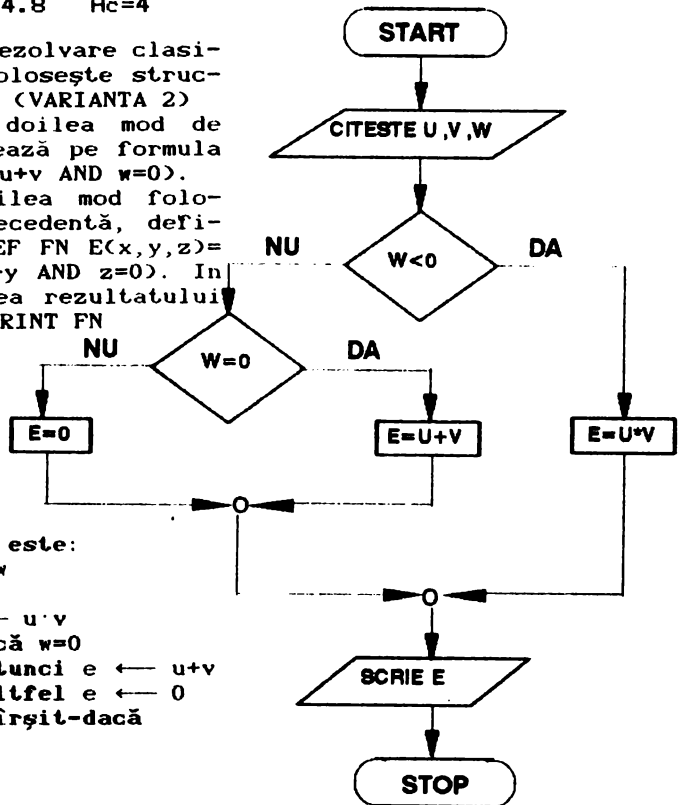 4.8 Hc=4
ezolvare clasi-
oloseşte struc-
(VARIANTA 2)
doilea mod de
ează pe formula
u+v AND w=0).
ilea mod folo-
ecedentă, defi-
EF FN E(x,y,z)=
y AND z=0). In
ea rezultatului
RINT FN
START
CITESTE U ,V ,W
W<0
NU
DA
W=0
NU
DA
E=0
E=U+V
E=U*V
O
O
SCRIE E
STOP
este:
w
← u·v
că w=0
tunci e ← u+v
ltfel e ← 0
îrşit-dacă